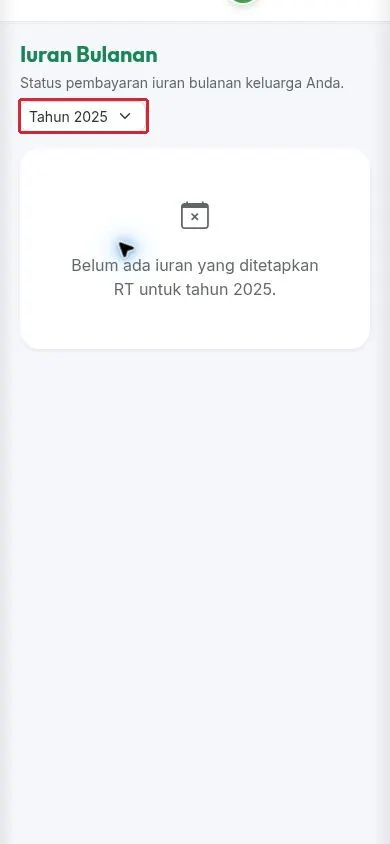 Iuran Bulanan
Status pembayaran iuran bulanan keluarga Anda.
Tahun 2025
Belum ada iuran yang ditetapkan
RT untuk tahun 2025.